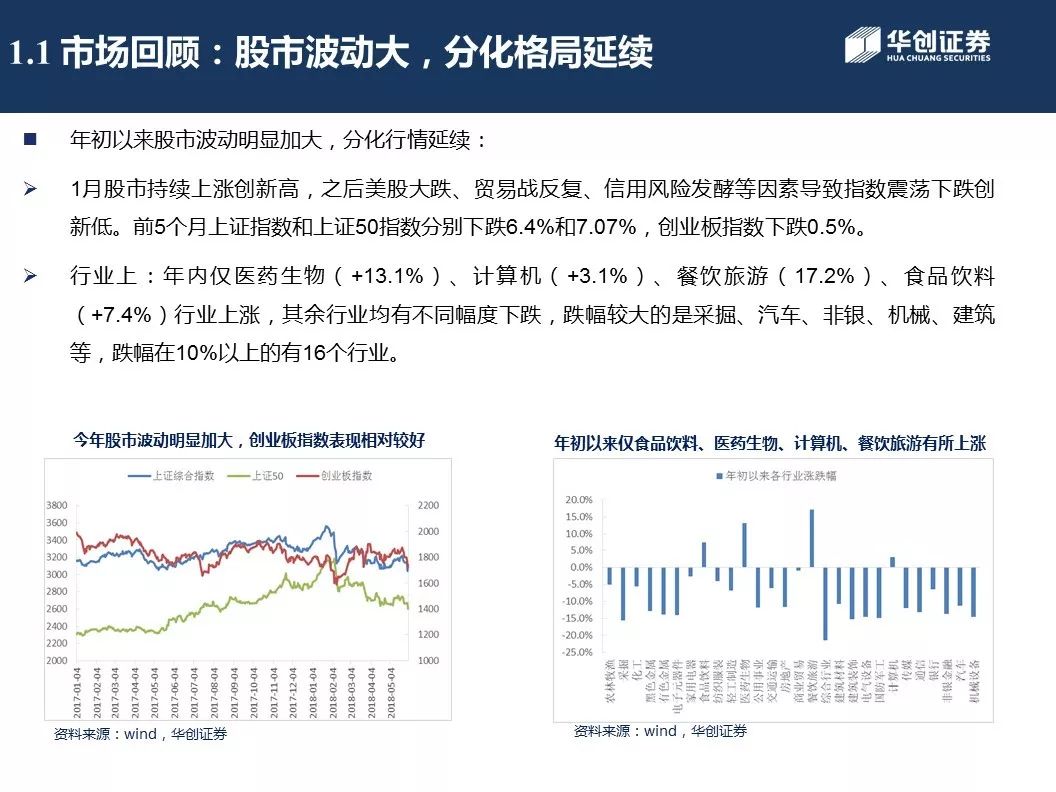 1.1 市场回顾：股市波动大，分化格局延续
华创证券
HUA CHUANG SECURITIES
■ 年初以来股市波动明显加大，分化行情延续：
➢ 1月股市持续上涨创新高，之后美股大跌、贸易战反复、信用风险发酵等因素导致指数震荡下跌创
新低。前5个月上证指数和上证50指数分别下跌6.4%和7.07%，创业板指数下跌0.5%。
➢ 行业上：年内仅医药生物（+13.1%）、计算机（+3.1%）、餐饮旅游（17.2%）、食品饮料
（+7.4%）行业上涨，其余行业均有不同幅度下跌，跌幅较大的是采掘、汽车、非银、机械、建筑
等，跌幅在10%以上的有16个行业。
今年股市波动明显加大，创业板指数表现相对较好
上证综合指数 上证50 创业板指数
3800
3600
3400
3200
3000
2800
2600
2400
2200
2000
2200
2000
1800
1600
1400
1200
1000
2017-01-04
2017-02-04
2017-03-04
2017-04-04
2017-05-04
2017-06-04
2017-07-04
2017-08-04
2017-09-04
2017-10-04
2017-11-04
2017-12-04
2018-01-04
2018-02-04
2018-03-04
2018-04-04
2018-05-04
资料来源：wind，华创证券
年初以来仅食品饮料、医药生物、计算机、餐饮旅游有所上涨
年初以来各行业涨跌幅
20.0%
15.0%
10.0%
5.0%
0.0%
-5.0%
-10.0%
-15.0%
-20.0%
-25.0%
农林牧渔
采掘
化工
黑色金属
有色金属
电子元器件
家用电器
食品饮料
纺织服装
轻工制造
医药生物
公用事业
交通运输
房地产
商业贸易
餐饮旅游
综合行业
建筑材料
建筑装饰
电气设备
国防军工
计算机
传媒
通信
银行
非银金融
汽车
机械设备
资料来源：wind，华创证券